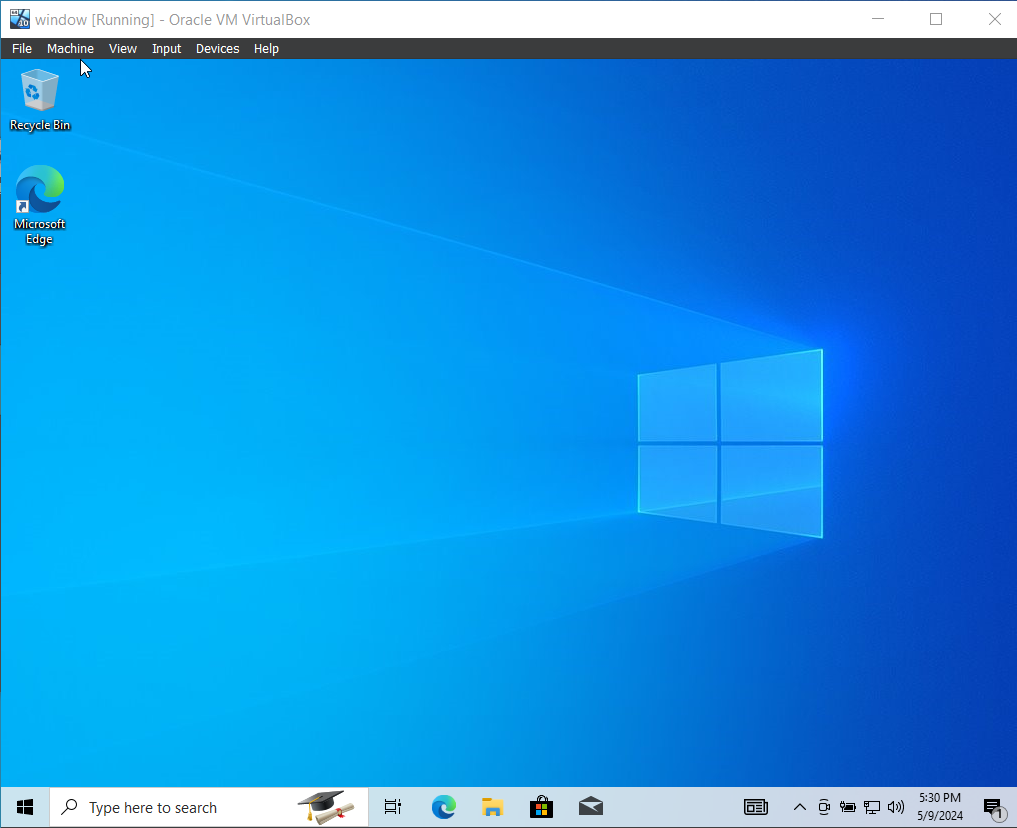 window [Running] - Oracle VM VirtualBox
File Machine View Input Devices Help
Recycle Bin
Microsoft
Edge
Type here to search
5:30 PM
5/9/2024
1